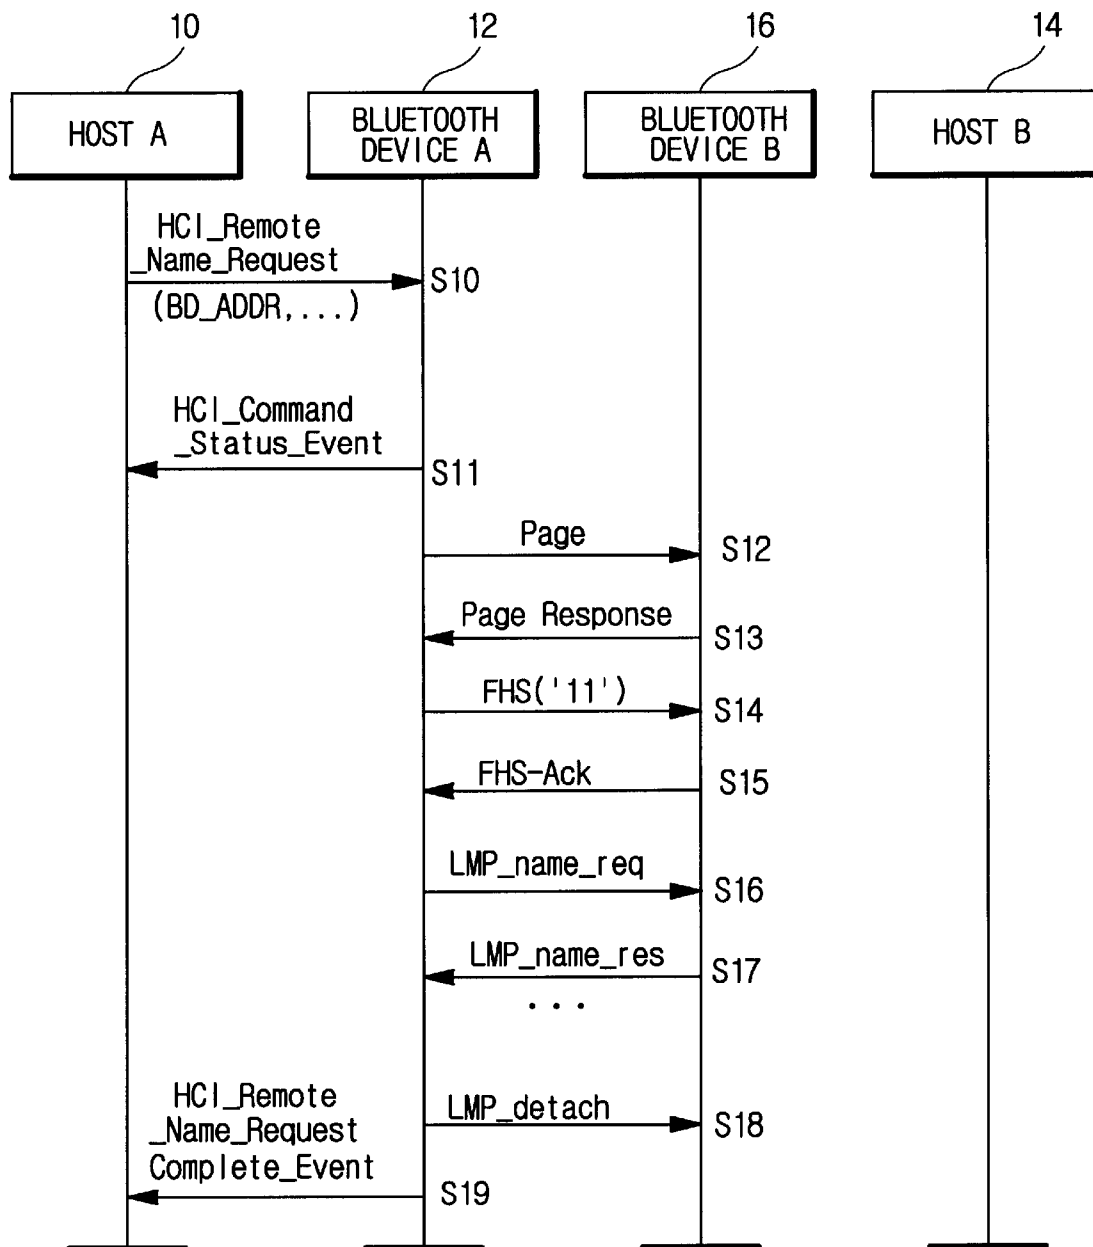 10
12
16
14
HOST A
BLUETOOTH
DEVICE A
BLUETOOTH
DEVICE B
HOST B
HCI_Remote
_Name_Request
(BD_ADDR,...)
S10
HCI_Command
_Status_Event
S11
Page
S12
Page Response
S13
FHS('11')
S14
FHS-Ack
S15
LMP_name_req
S16
LMP_name_res
S17
...
LMP_detach
S18
HCI_Remote
_Name_Request
Complete_Event
S19